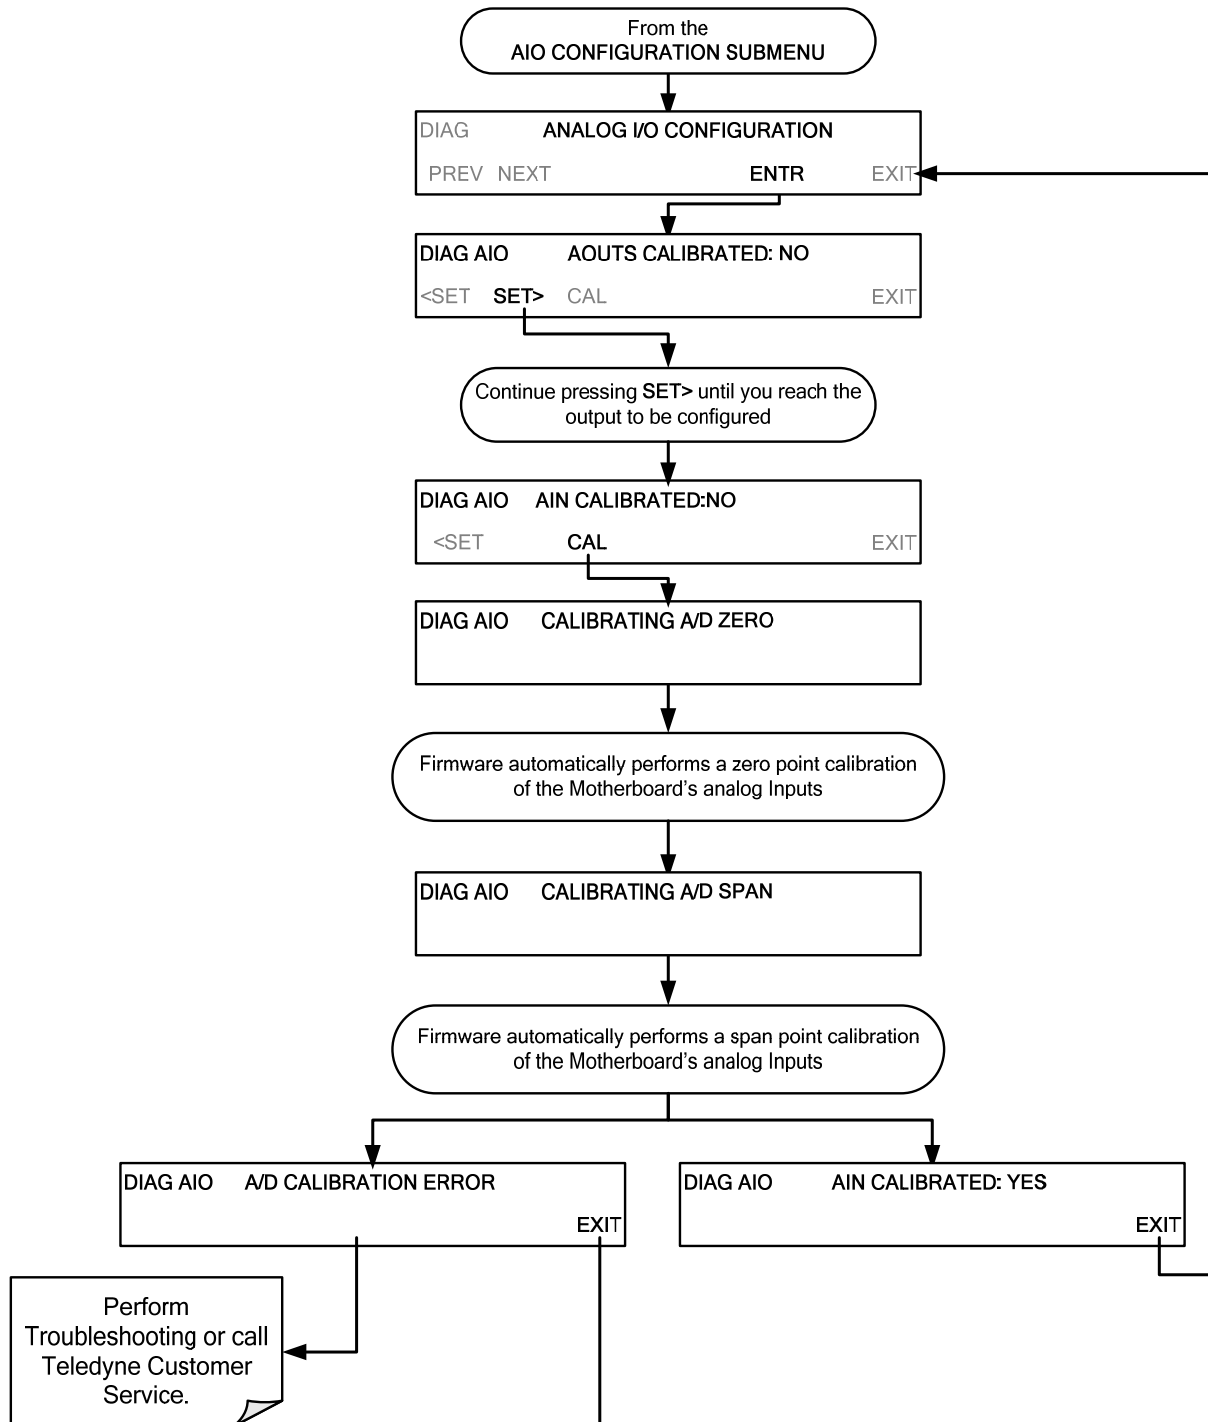 From the
AIO CONFIGURATION SUBMENU
DIAG ANALOG I/O CONFIGURATION
PREV NEXT ENTR EXIT
DIAG AIO AOUTS CALIBRATED: NO
<SET SET> CAL EXIT
Continue pressing SET> until you reach the
output to be configured
DIAG AIO AIN CALIBRATED:NO
<SET CAL EXIT
DIAG AIO CALIBRATING A/D ZERO
Firmware automatically performs a zero point calibration
of the Motherboard's analog Inputs
DIAG AIO CALIBRATING A/D SPAN
Firmware automatically performs a span point calibration
of the Motherboard's analog Inputs
DIAG AIO A/D CALIBRATION ERROR
EXIT
DIAG AIO AIN CALIBRATED: YES
EXIT
Perform
Troubleshooting or call
Teledyne Customer
Service.